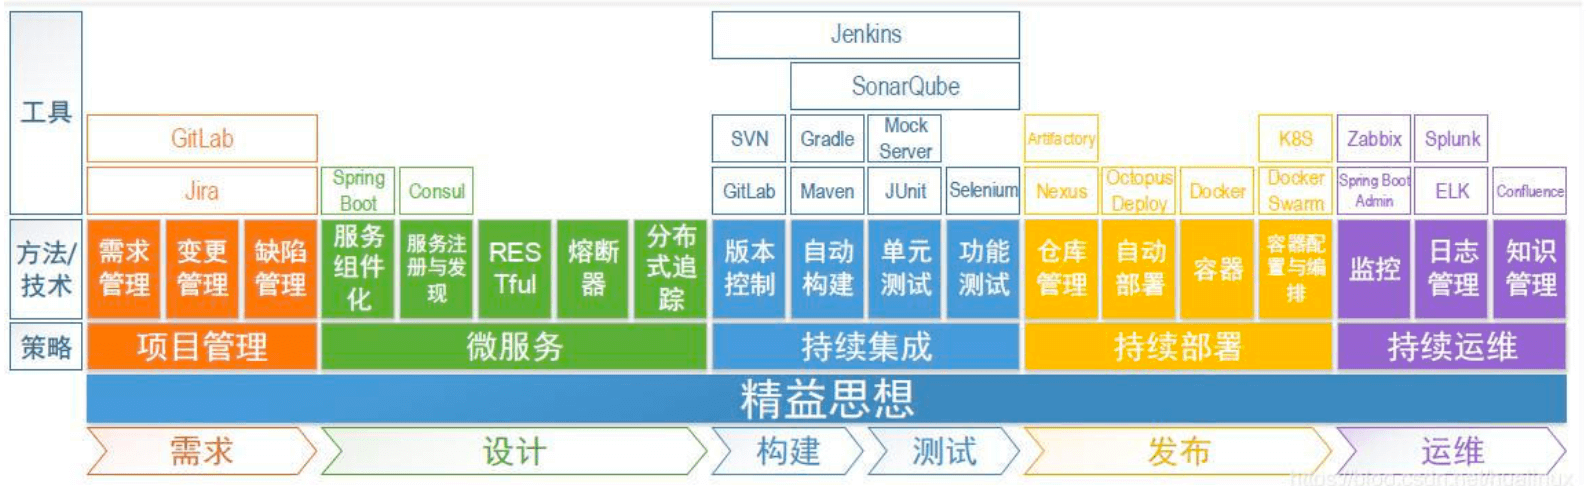 Jenkins
SonarQube
工具
GitLab
SVN
Gradle
Mock
Server
Artifactory
K8S
Zabbix
Splunk
Jira
Spring
Boot
Consul
GitLab
Maven
JUnit
Selenium
Nexus
Octopus
Deploy
Docker
Docker
Swarm
Spring Boot
Admin
ELK
Confluence
方法/
技术
需求
管理
变更
管理
缺陷
管理
服务
组件
化
服务注
册与发
现
RES
Tful
熔断
器
分布
式追
踪
版本
控制
自动
构建
单元
测试
功能
测试
仓库
管理
自动
部署
容器
容器配
置与编
排
监控
日志
管理
知识
管理
策略
项目管理
微服务
持续集成
持续部署
持续运维
精益思想
需求
设计
构建
测试
发布
运维
https://blog.csdn.net/hualinux